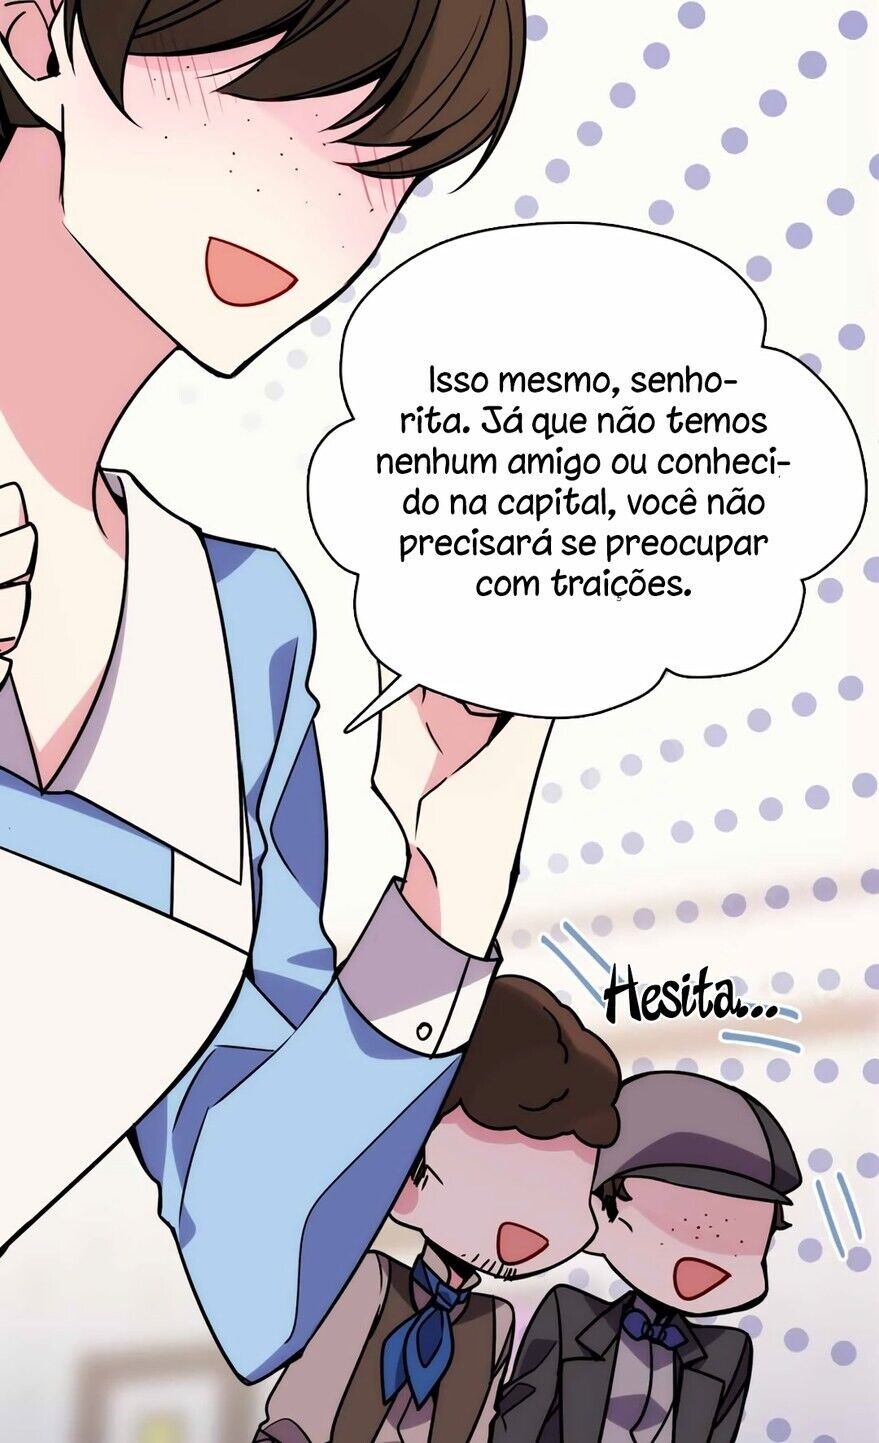 Isso mesmo, senho-
rita. Já que não temos
nenhum amigo ou conheci-
do na capital, você não
precisará se preocupar
com traições.
Hesita...